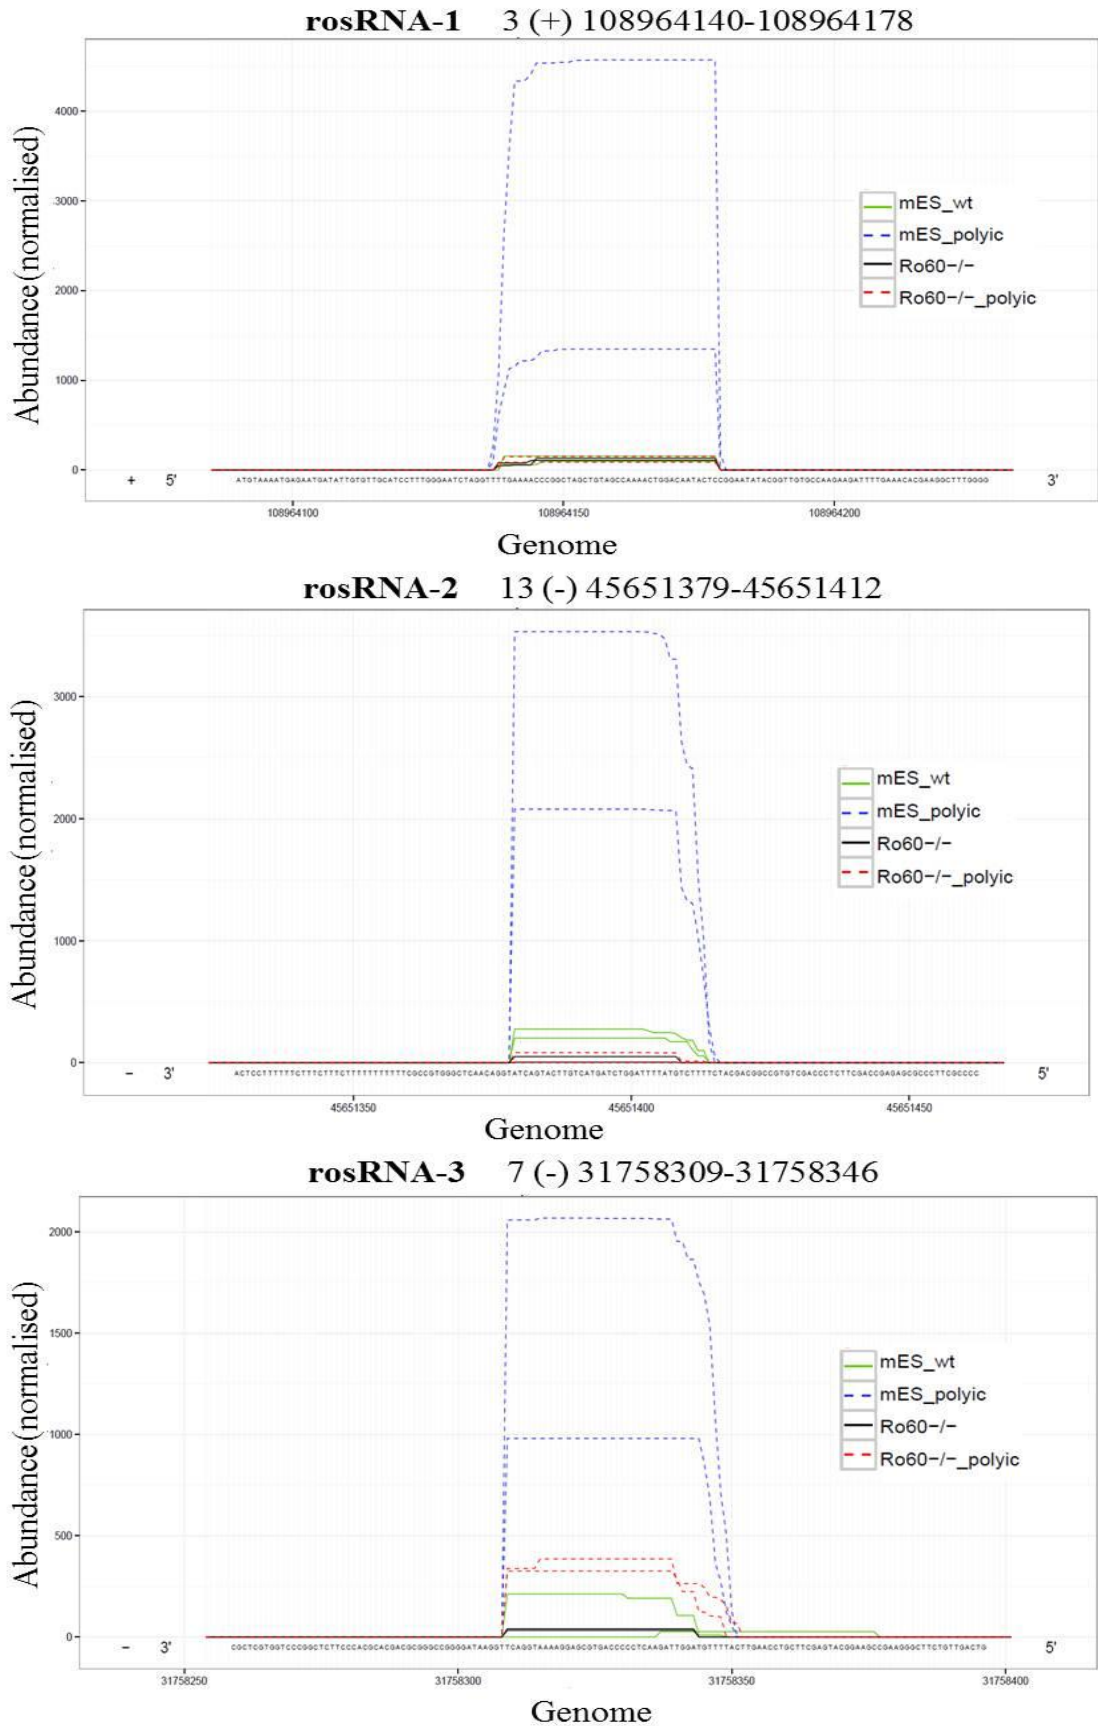 rosRNA-1 3 (+) 108964140-108964178
Abundance(normalised)
4000
3000
2000
1000
0
mES_wt
mES_polyic
Ro60−/−
Ro60−/−_polyic
+ 5' 3'
108964100 108964150 108964200
Genome
rosRNA-2 13 (-) 45651379-45651412
Abundance(normalised)
3000
2000
1000
0
mES_wt
mES_polyic
Ro60−/−
Ro60−/−_polyic
− 3' 5'
45651350 45651400 45651450
Genome
rosRNA-3 7 (-) 31758309-31758346
Abundance(normalised)
2000
1500
1000
500
0
mES_wt
mES_polyic
Ro60−/−
Ro60−/−_polyic
− 3' 5'
31758250 31758300 31758350 31758400
Genome